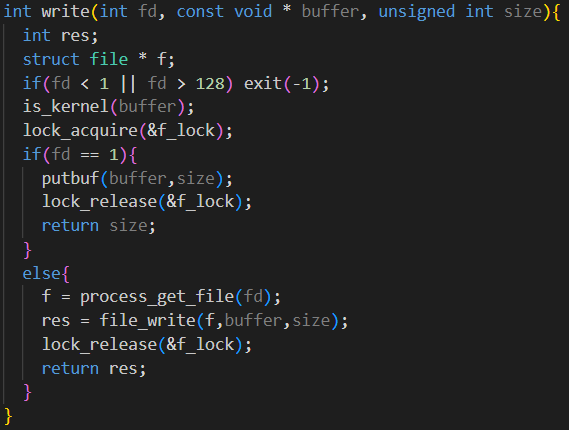 int write(int fd, const void * buffer, unsigned int size){
  int res;
  struct file * f;
  if(fd < 1 || fd > 128) exit(-1);
  is_kernel(buffer);
  lock_acquire(&f_lock);
  if(fd == 1){
    putbuf(buffer,size);
    lock_release(&f_lock);
    return size;
  }
  else{
    f = process_get_file(fd);
    res = file_write(f,buffer,size);
    lock_release(&f_lock);
    return res;
  }
}